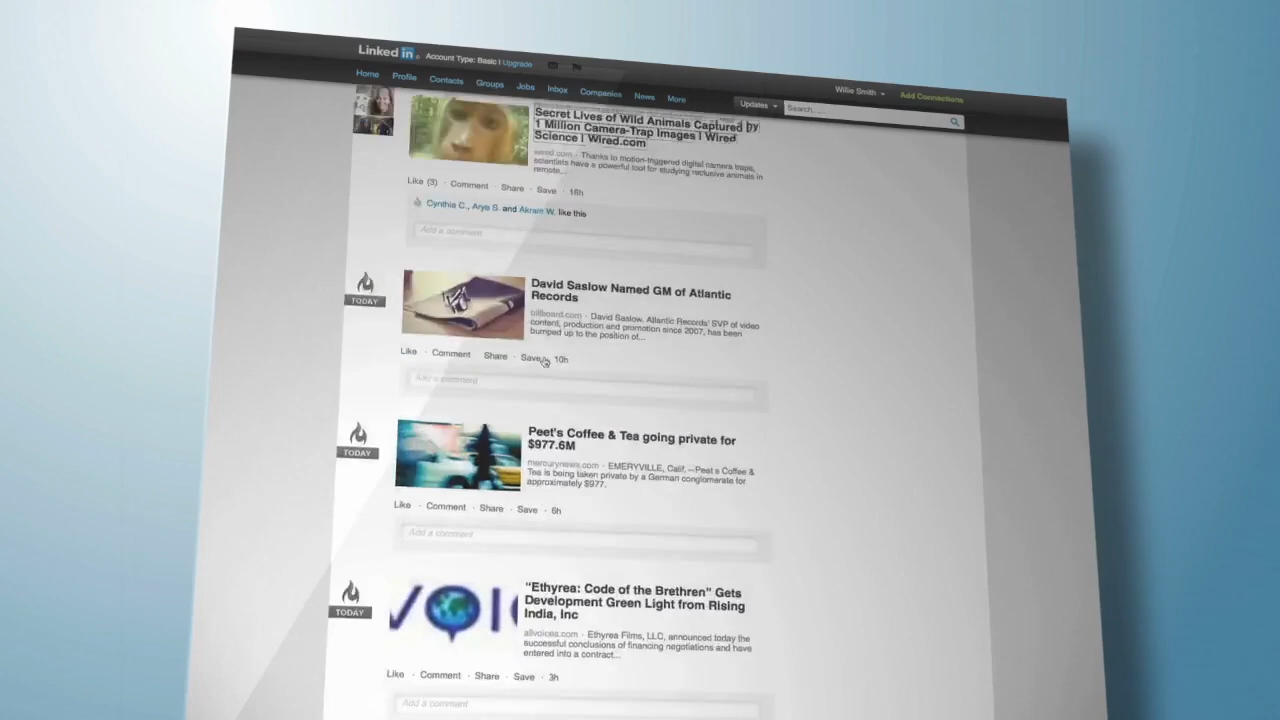 Linked in Account Type: Basic | Upgrade
Willie Smith Add Connections
Home Profile Contacts Groups Jobs Inbox Companies News More
Updates Search...
Secret Lives of Wild Animals Captured by
1 Million Camera-Trap Images | Wired
Science | Wired.com
wired.com - Thanks to motion-triggered digital camera traps,
scientists have a powerful tool for studying reclusive animals in
remote...
Like (3) · Comment · Share · Save · 16h
Cynthia C., Arya S. and Akram W. like this
Add a comment
TODAY
David Saslow Named GM of Atlantic
Records
billboard.com - David Saslow, Atlantic Records' SVP of video
content, production and promotion since 2007, has been
bumped up to the position of...
Like · Comment Share · Save · 10h
Add a comment
TODAY
Peet's Coffee & Tea going private for
$977.6M
mercurynews.com - EMERYVILLE, Calif. --Peet's Coffee &
Tea is being taken private by a German conglomerate for
approximately $977.
Like · Comment · Share · Save · 6h
Add a comment
TODAY
VOIC
"Ethyrea: Code of the Brethren" Gets
Development Green Light from Rising
India, Inc
allvoices.com - Ethyrea Films, LLC, announced today the
successful conclusions of financing negotiations and have
entered into a contract...
Like · Comment · Share · Save · 3h
Add a comment